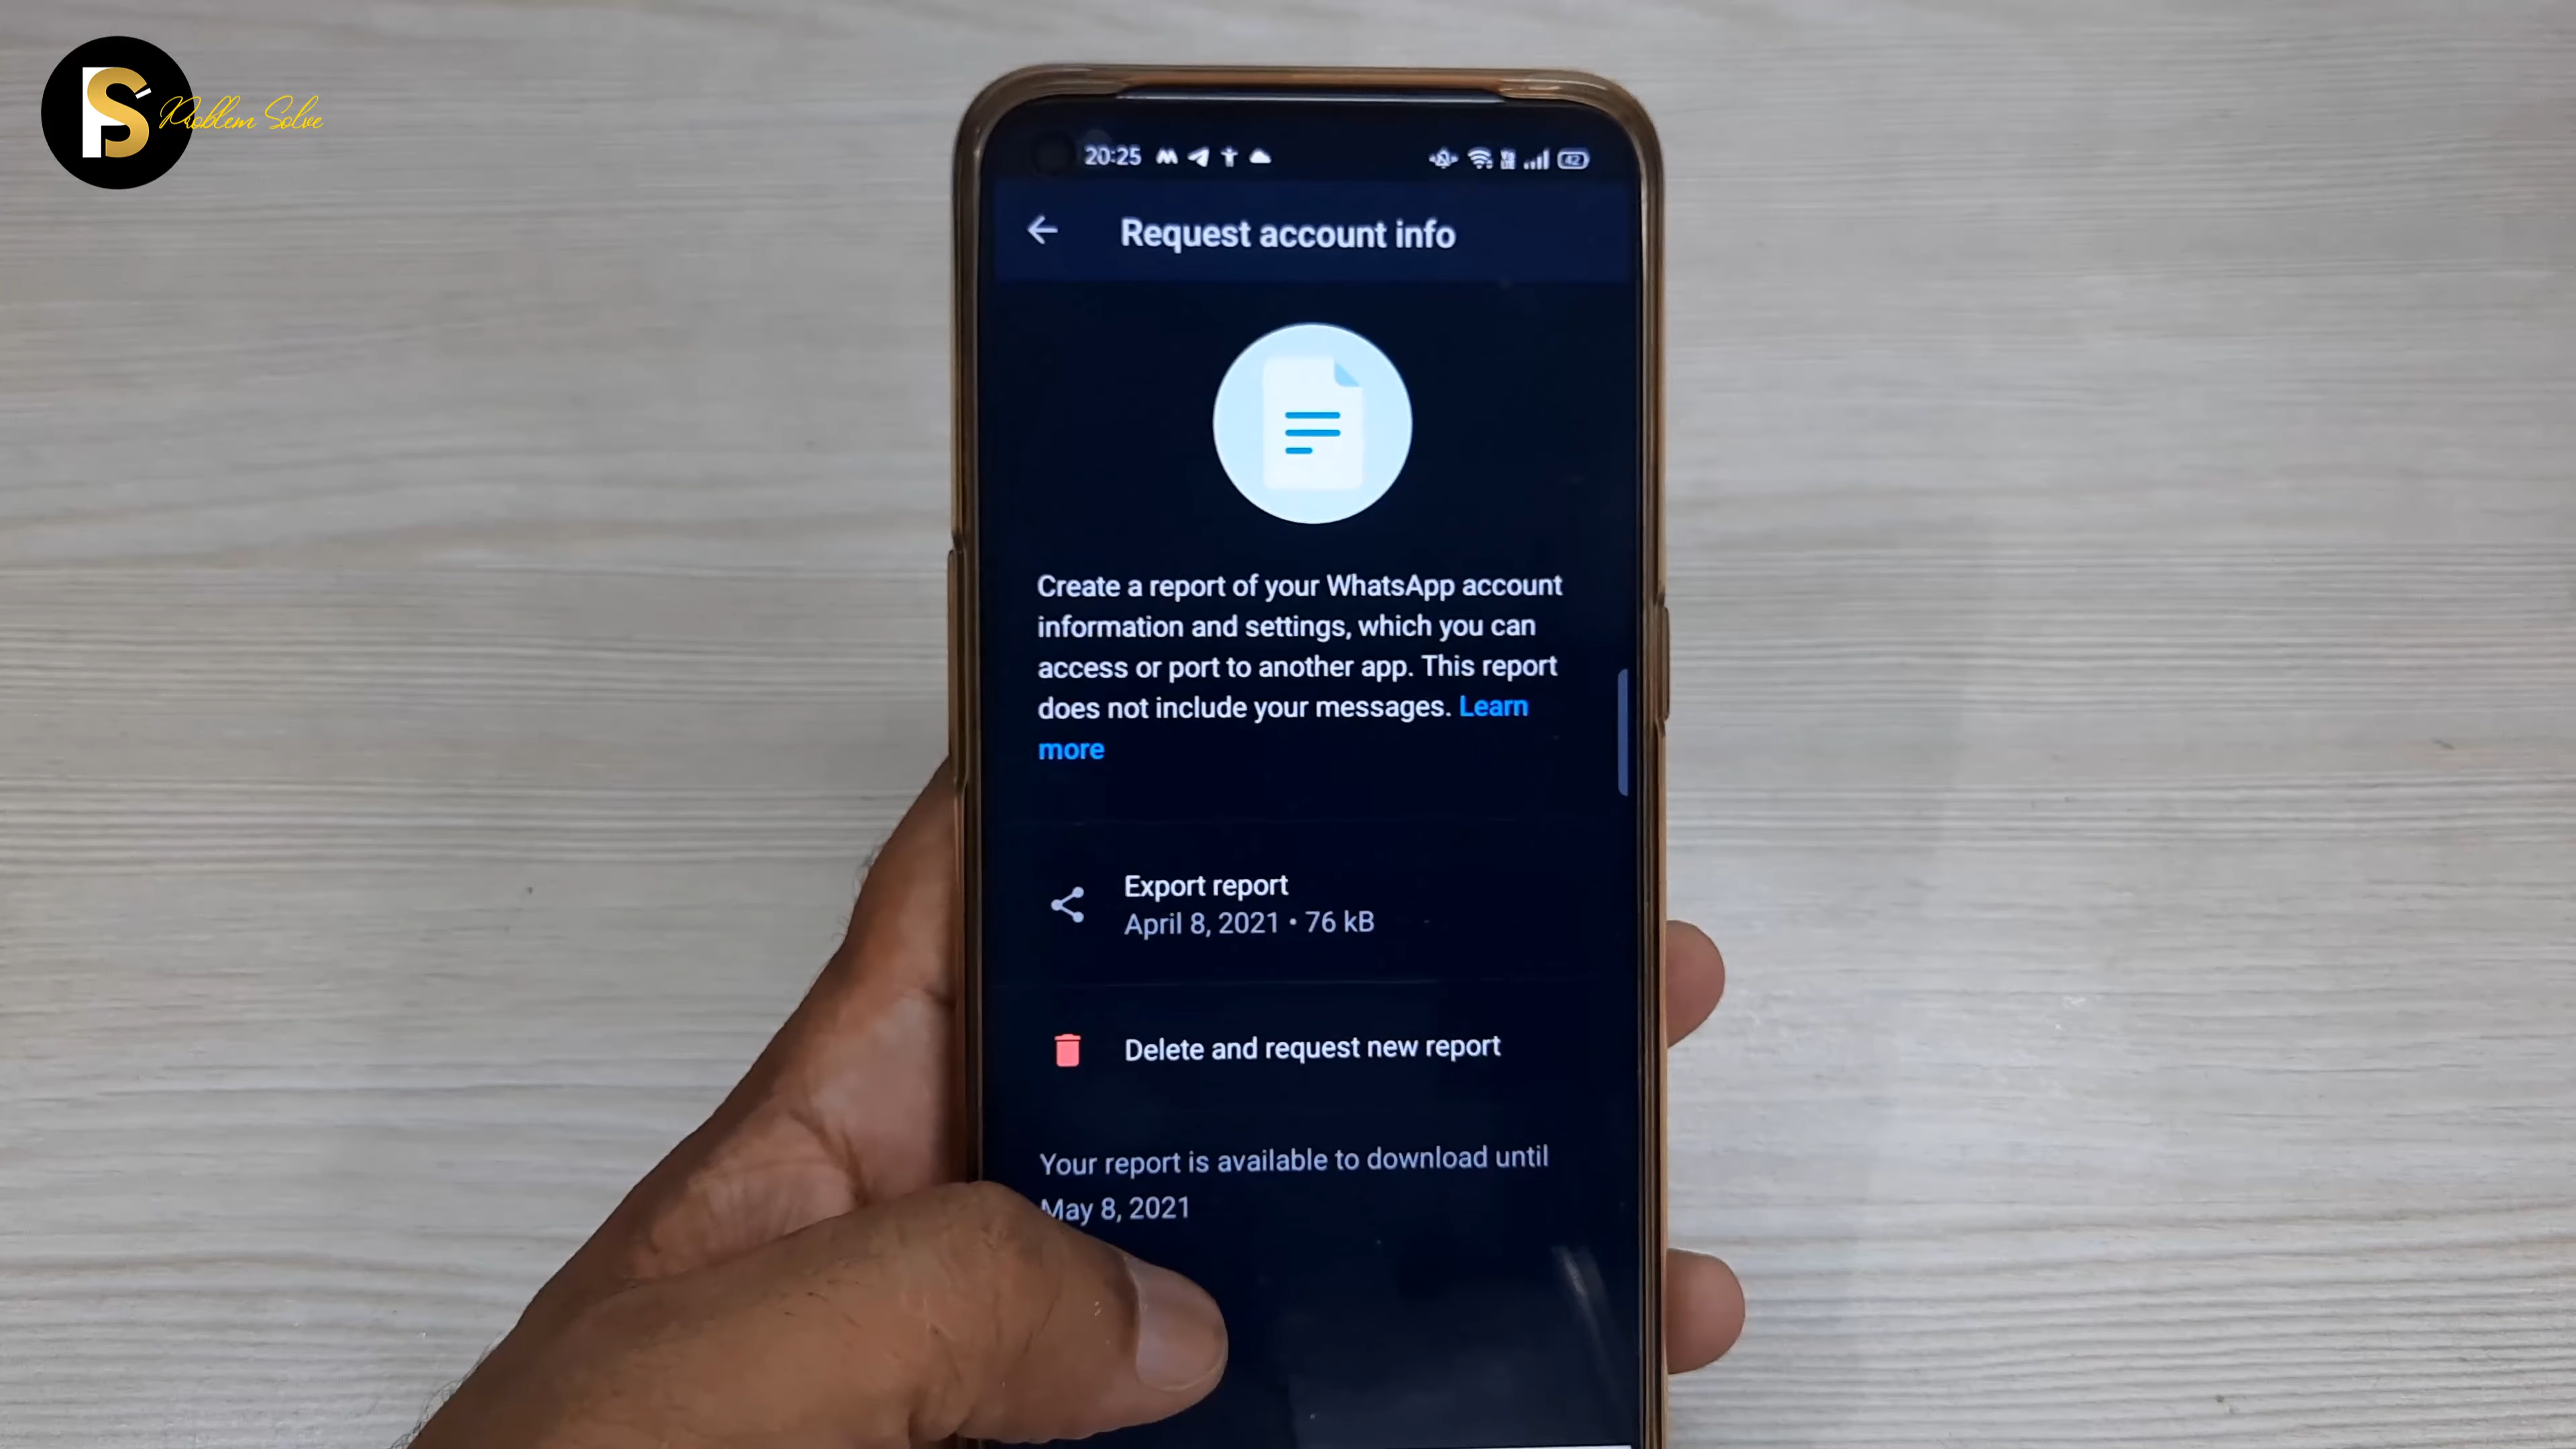 PS Problem Solve
20:25
42
Request account info
Create a report of your WhatsApp account
information and settings, which you can
access or port to another app. This report
does not include your messages. Learn
more
Export report
April 8, 2021 • 76 kB
Delete and request new report
Your report is available to download until
May 8, 2021